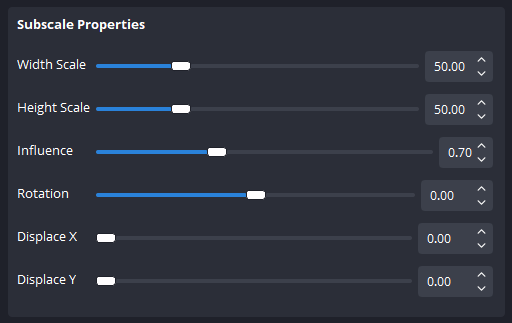 Subscale Properties
Width Scale 50.00
Height Scale 50.00
Influence 0.70
Rotation 0.00
Displace X 0.00
Displace Y 0.00